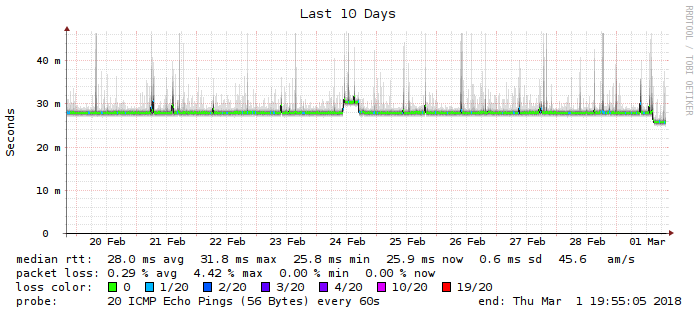 Last 10 Days
RRDTOOL / TOBI OETIKER
Seconds
40 m
30 m
20 m
10 m
0
20 Feb 21 Feb 22 Feb 23 Feb 24 Feb 25 Feb 26 Feb 27 Feb 28 Feb 01 Mar
median rtt: 28.0 ms avg 31.8 ms max 25.8 ms min 25.9 ms now 0.6 ms sd 45.6 am/s
packet loss: 0.29 % avg 4.42 % max 0.00 % min 0.00 % now
loss color: 0 1/20 2/20 3/20 4/20 10/20 19/20
probe: 20 ICMP Echo Pings (56 Bytes) every 60s end: Thu Mar 1 19:55:05 2018